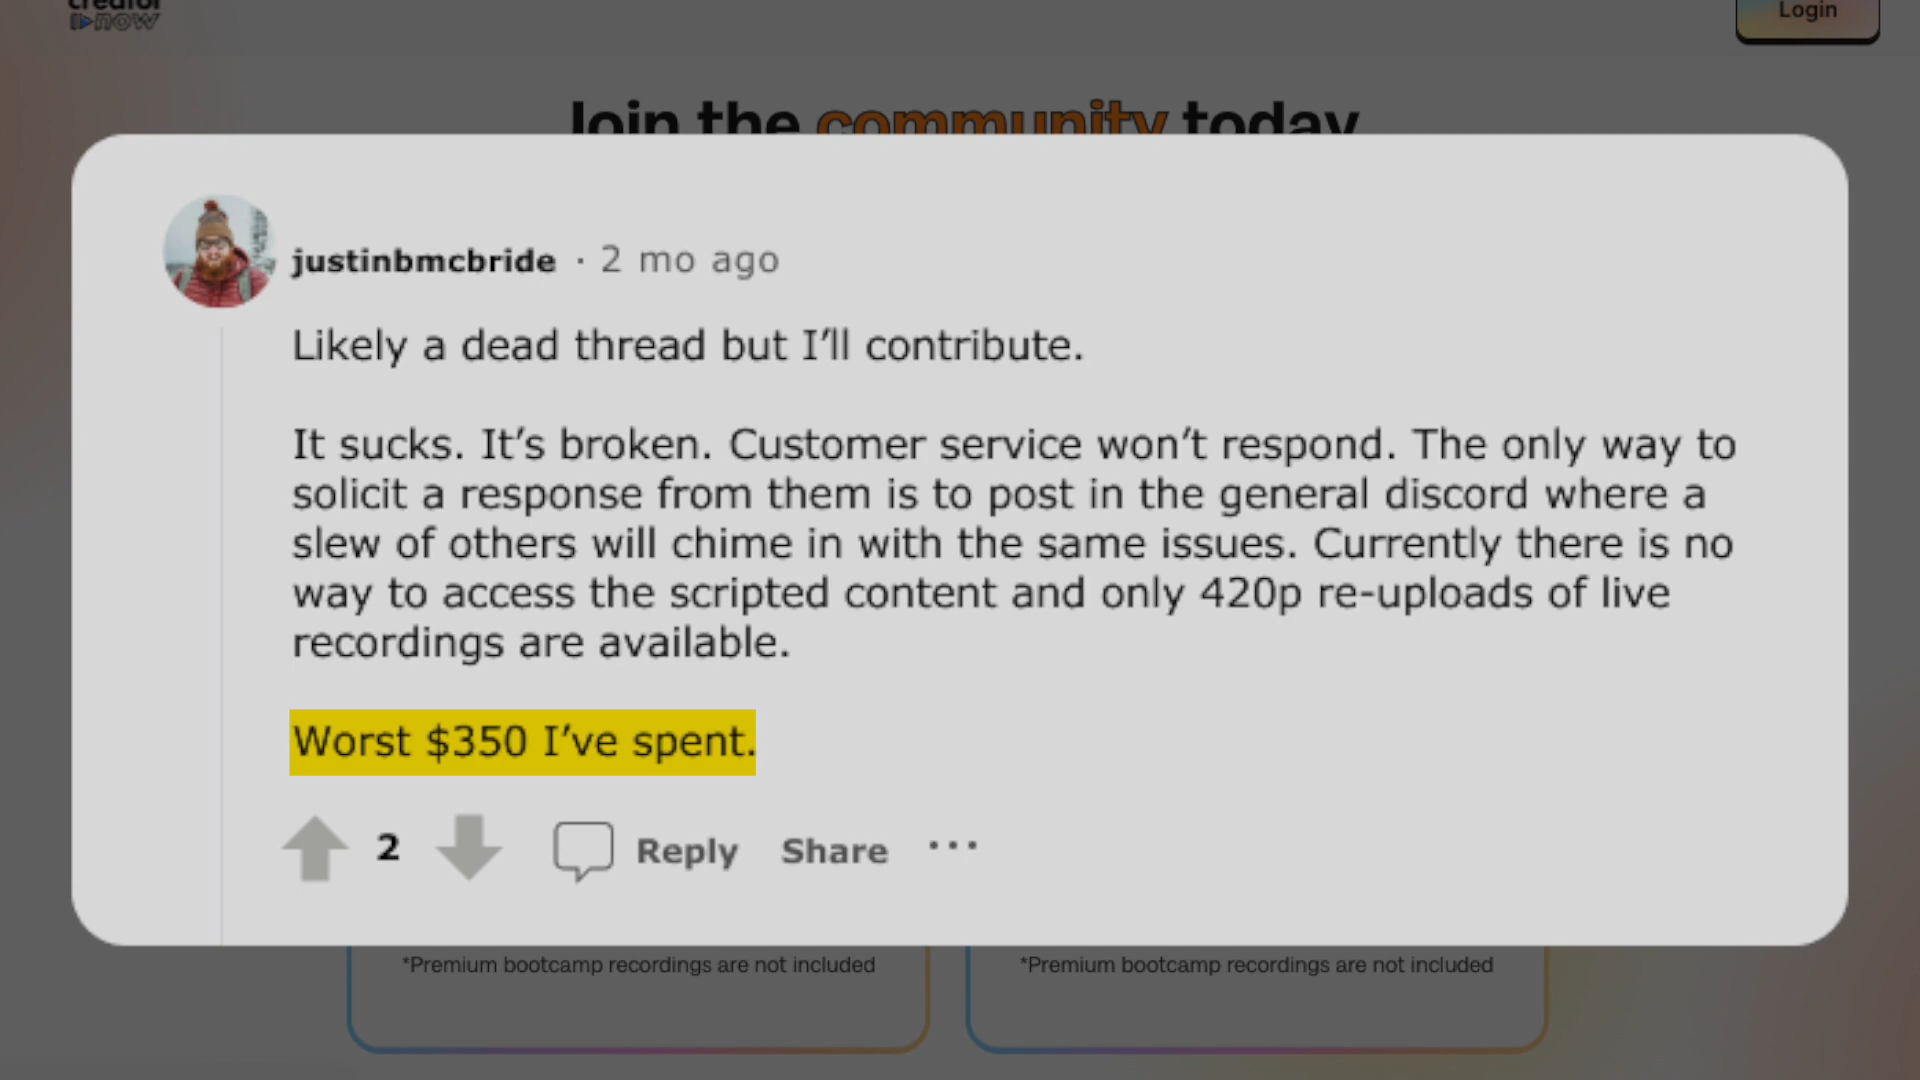 creator
NOW
Login
Join the community today
justinbmcbride · 2 mo ago
Likely a dead thread but I’ll contribute.
It sucks. It’s broken. Customer service won’t respond. The only way to
solicit a response from them is to post in the general discord where a
slew of others will chime in with the same issues. Currently there is no
way to access the scripted content and only 420p re-uploads of live
recordings are available.
Worst $350 I’ve spent.
2 Reply Share ...
*Premium bootcamp recordings are not included
*Premium bootcamp recordings are not included